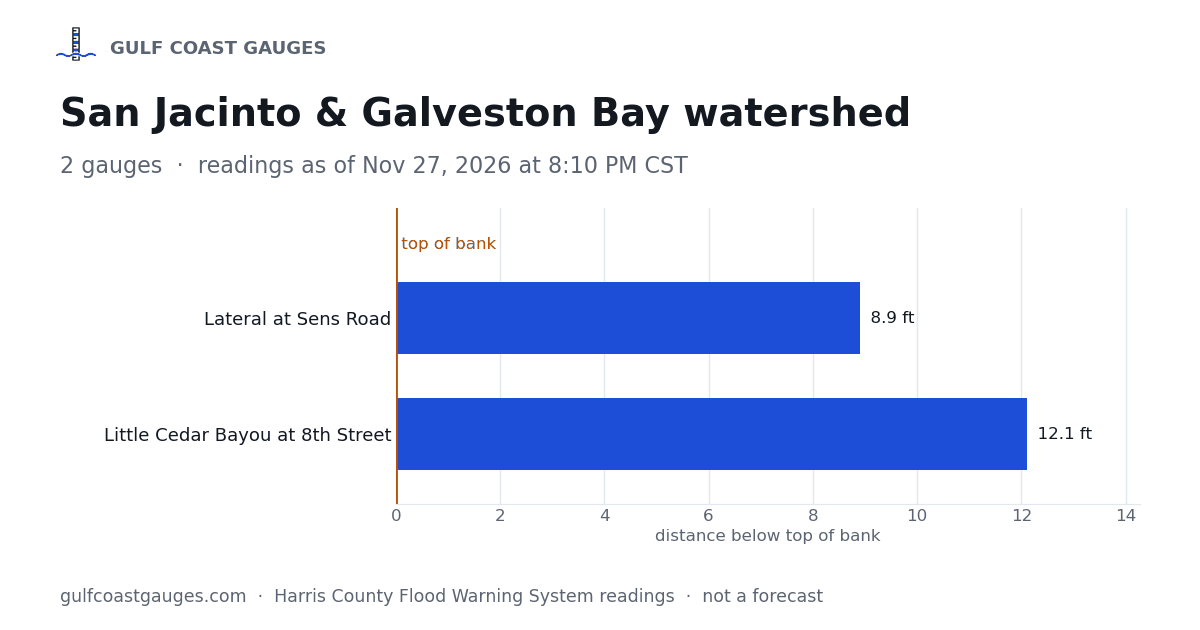 GULF COAST GAUGES
San Jacinto & Galveston Bay watershed
2 gauges · readings as of Nov 27, 2026 at 8:10 PM CST
top of bank
Lateral at Sens Road
8.9 ft
Little Cedar Bayou at 8th Street
12.1 ft
0 2 4 6 8 10 12 14
distance below top of bank
gulfcoastgauges.com · Harris County Flood Warning System readings · not a forecast